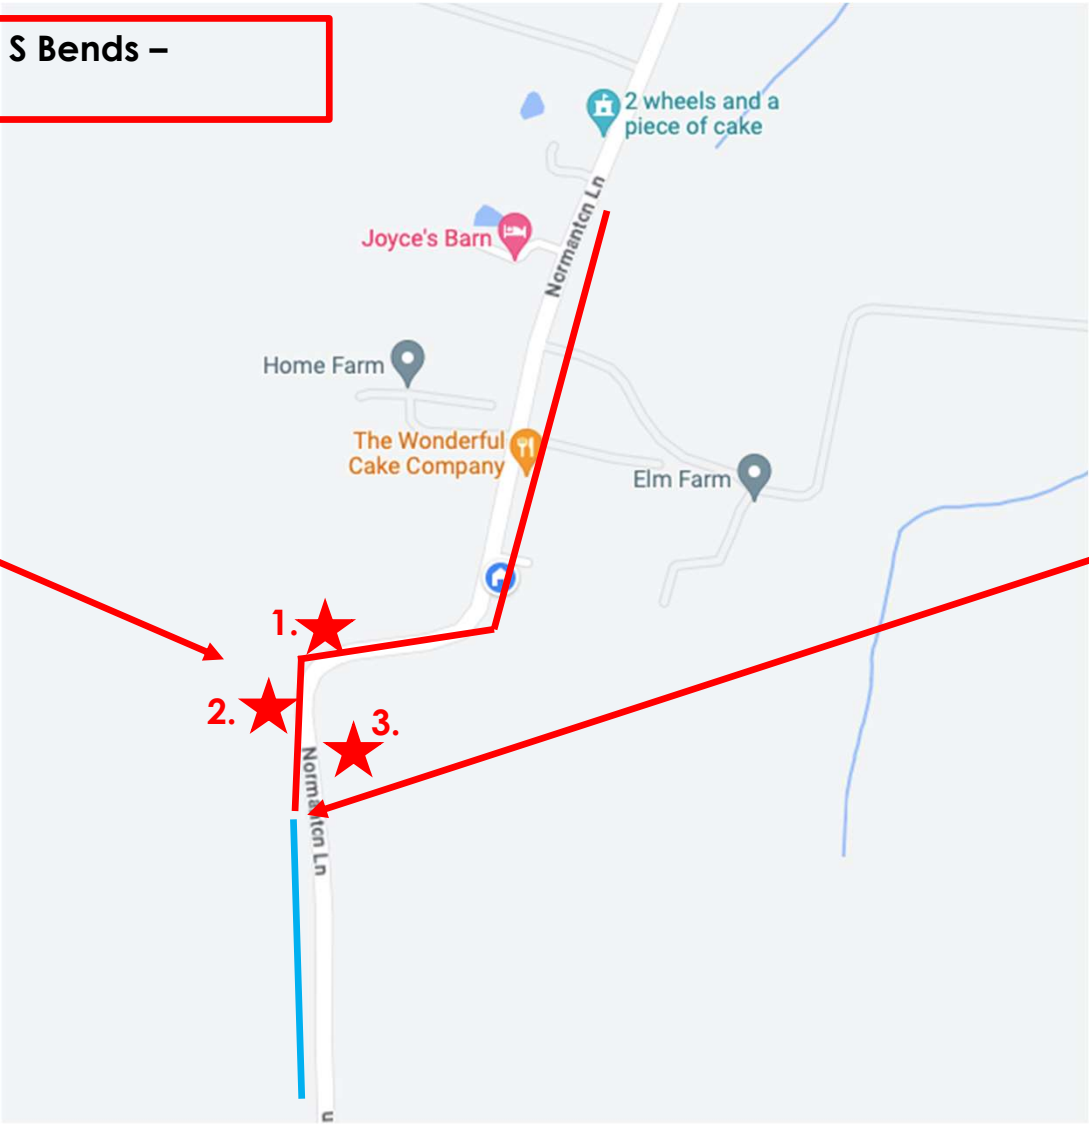 S Bends –
2 wheels and a
piece of cake
Normanton Ln
Joyce's Barn
Home Farm
The Wonderful
Cake Company
Elm Farm
1.
2.
3.
Normanton Ln
n